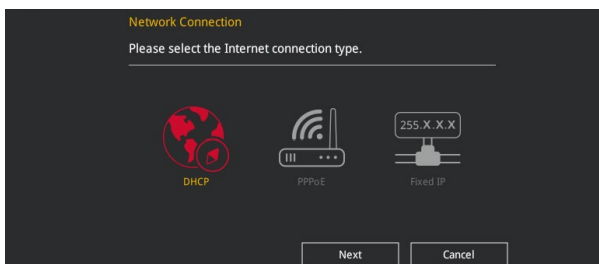 Network Connection
Please select the Internet connection type.
255.X.X.X
DHCP
PPPoE
Fixed IP
Next
Cancel